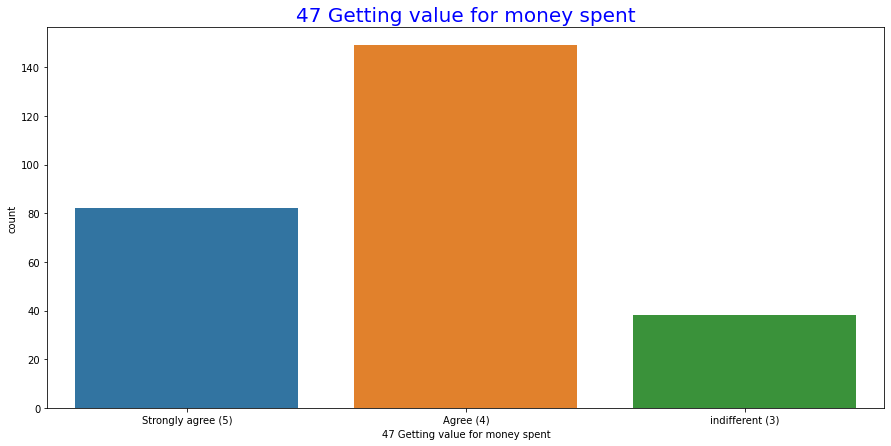 47 Getting value for money spent
140
120
100
80
60
40
20
0
count
Strongly agree (5)
Agree (4)
indifferent (3)
47 Getting value for money spent